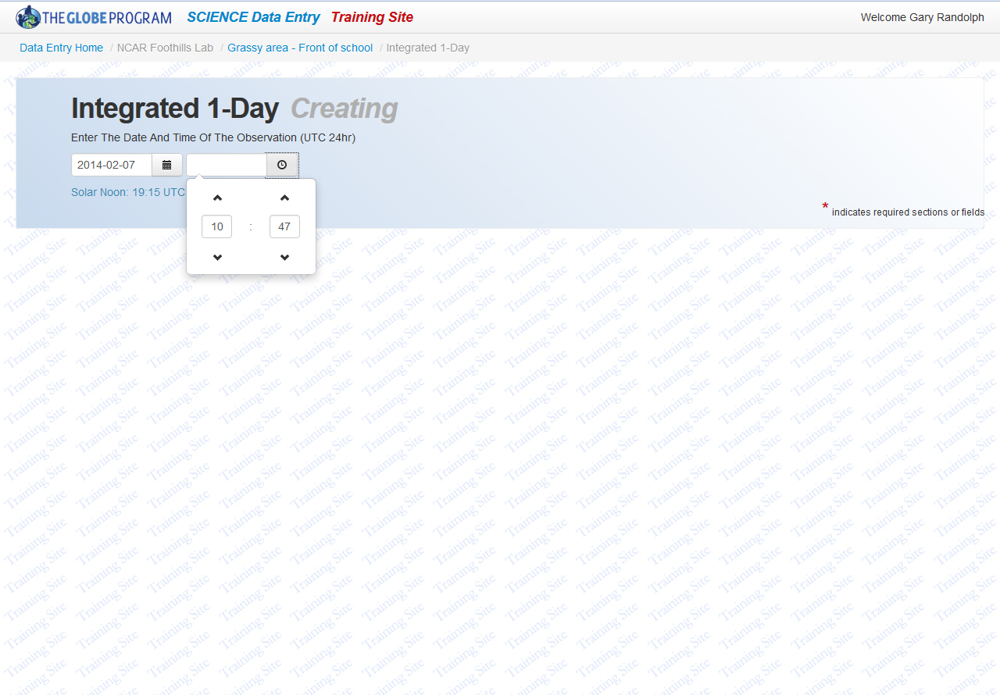 THE GLOBE PROGRAM SCIENCE Data Entry Training Site Welcome Gary Randolph
Data Entry Home / NCAR Foothills Lab / Grassy area - Front of school / Integrated 1-Day
Integrated 1-Day Creating
Enter The Date And Time Of The Observation (UTC 24hr)
2014-02-07
Solar Noon: 19:15 UTC
* indicates required sections or fields
10 : 47
Training Site